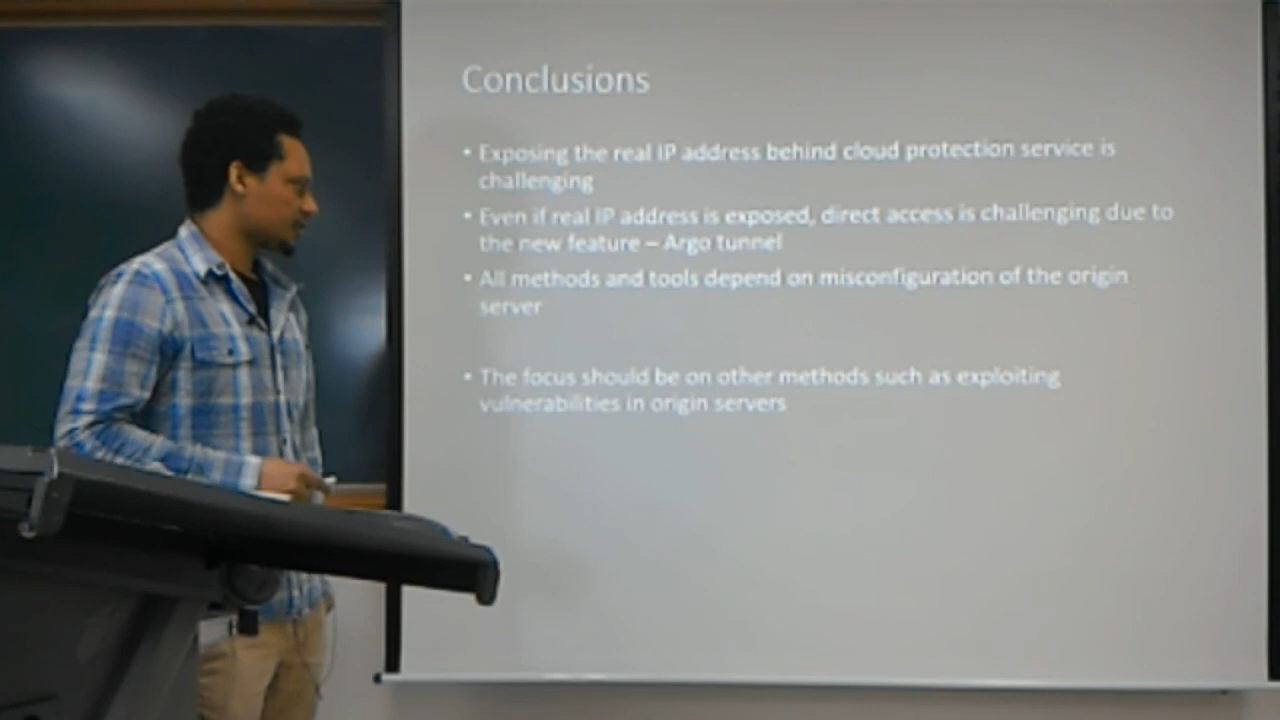 Conclusions
• Exposing the real IP address behind cloud protection service is
challenging
• Even if real IP address is exposed, direct access is challenging due to
the new feature – Argo tunnel
• All methods and tools depend on misconfiguration of the origin
server
• The focus should be on other methods such as exploiting
vulnerabilities in origin servers